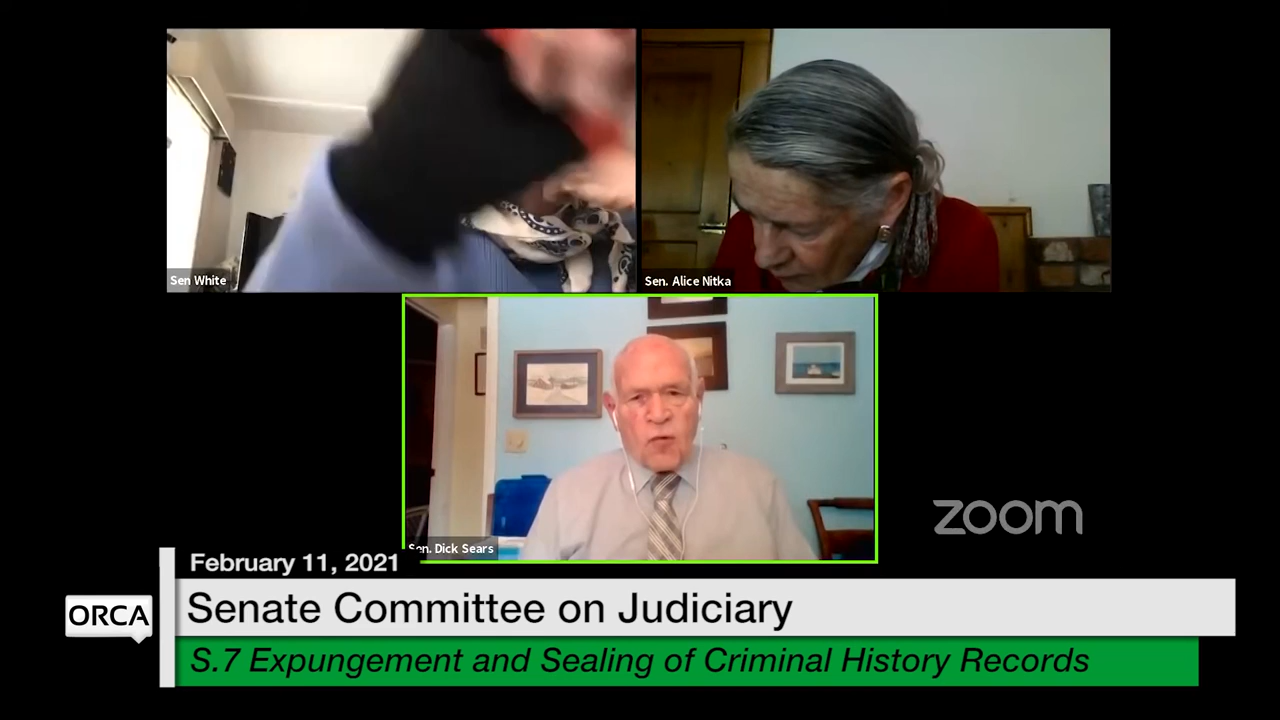 Sen White
Sen. Alice Nitka
Sen. Dick Sears
zoom
February 11, 2021
ORCA
Senate Committee on Judiciary
S.7 Expungement and Sealing of Criminal History Records